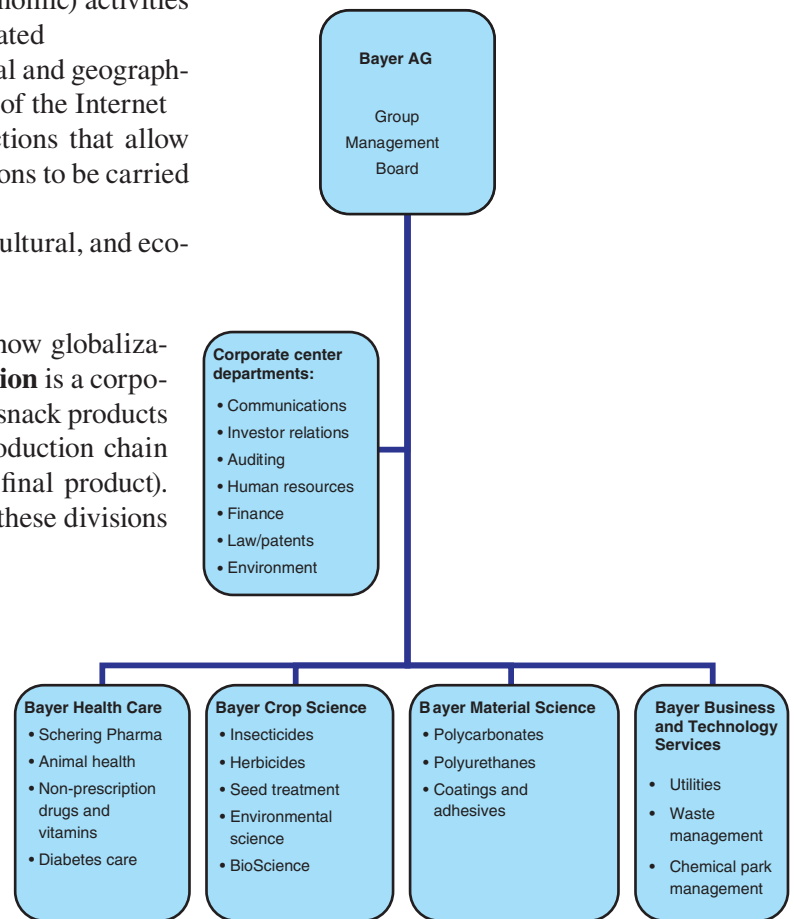 nomic) activities
ated
al and geograph-
of the Internet
ctions that allow
ons to be carried
ultural, and eco-
how globaliza-
ion is a corpo-
snack products
oduction chain
final product).
these divisions
Bayer AG
Group
Management
Board
Corporate center
departments:
• Communications
• Investor relations
• Auditing
• Human resources
• Finance
• Law/patents
• Environment
Bayer Health Care
• Schering Pharma
• Animal health
• Non-prescription
drugs and
vitamins
• Diabetes care
Bayer Crop Science
• Insecticides
• Herbicides
• Seed treatment
• Environmental
science
• BioScience
Bayer Material Science
• Polycarbonates
• Polyurethanes
• Coatings and
adhesives
Bayer Business
and Technology
Services
• Utilities
• Waste
management
• Chemical park
management